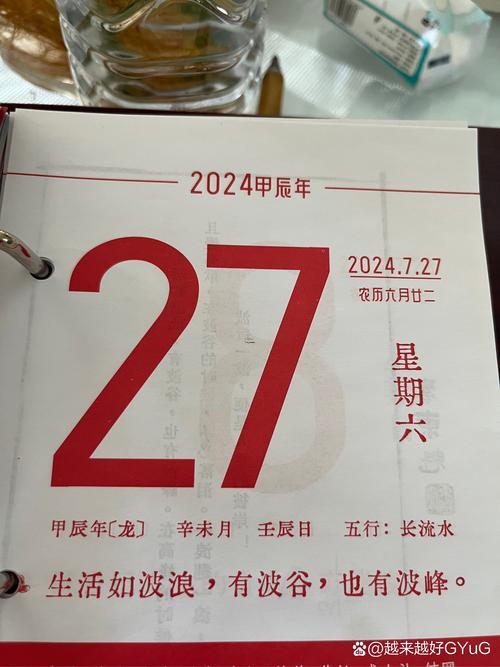 2024甲辰年
27
2024.7.27
农历六月廿二
星期六
甲辰年〔龙〕 辛未月 壬辰日 五行：长流水
生活如波浪，有波谷，也有波峰。
@越来越好GYuG